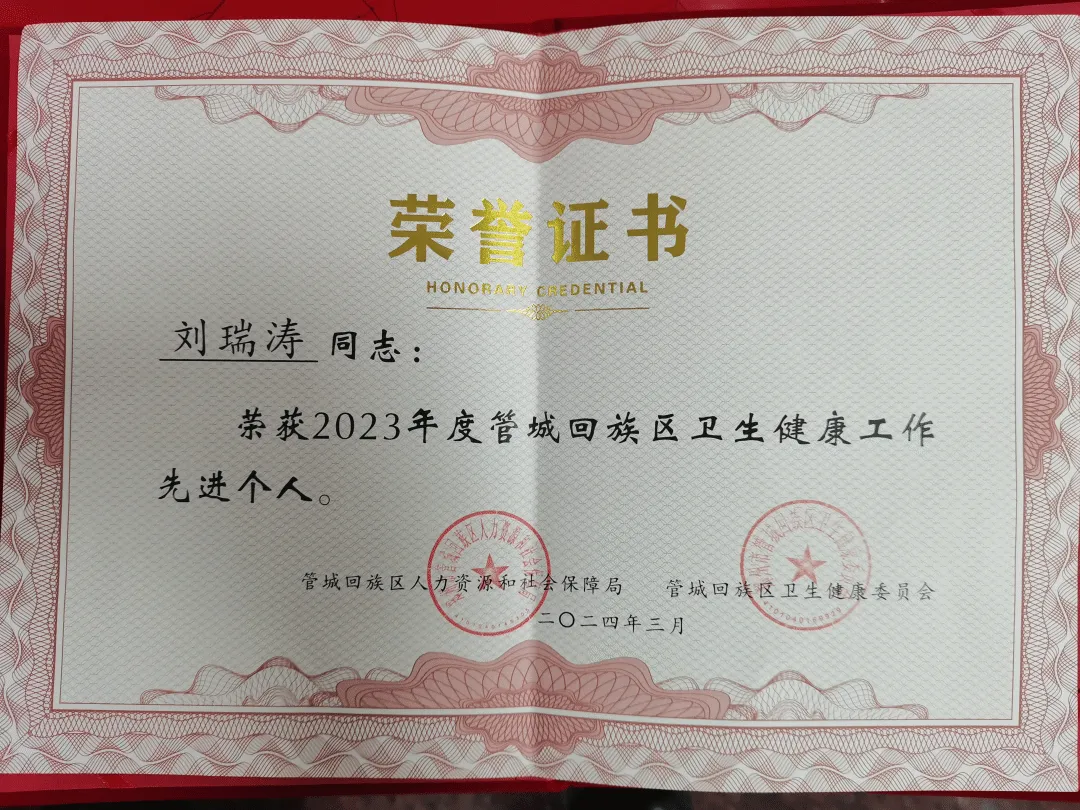 荣誉证书
HONORARY CREDENTIAL
刘瑞涛 同志：
荣获2023年度管城回族区卫生健康工作
先进个人。
管城回族区人力资源和社会保障局 管城回族区卫生健康委员会
二〇二四年三月